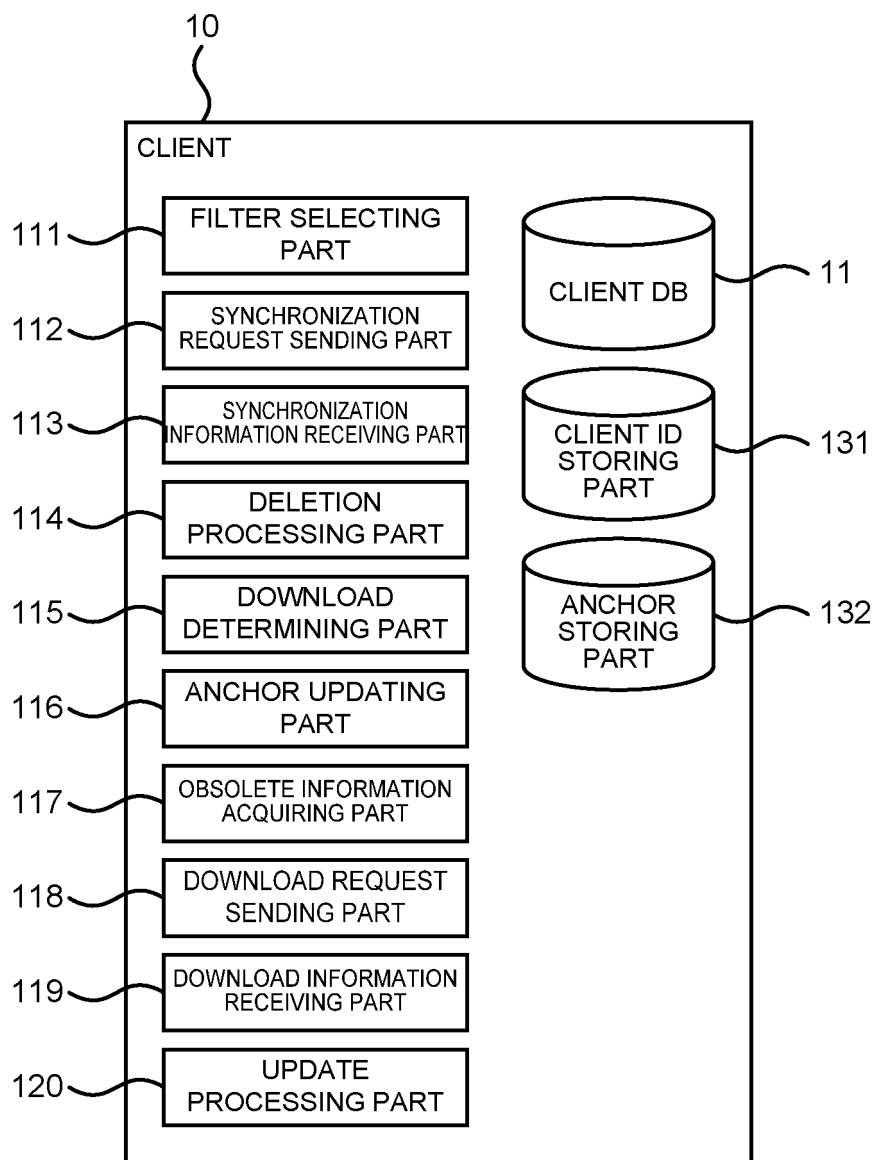 10
CLIENT
111
FILTER SELECTING
PART
112
SYNCHRONIZATION
REQUEST SENDING PART
113
SYNCHRONIZATION
INFORMATION RECEIVING PART
114
DELETION
PROCESSING PART
115
DOWNLOAD
DETERMINING PART
116
ANCHOR UPDATING
PART
117
OBSOLETE INFORMATION
ACQUIRING PART
118
DOWNLOAD REQUEST
SENDING PART
119
DOWNLOAD INFORMATION
RECEIVING PART
120
UPDATE
PROCESSING PART
CLIENT DB
11
CLIENT ID
STORING
PART
131
ANCHOR
STORING
PART
132